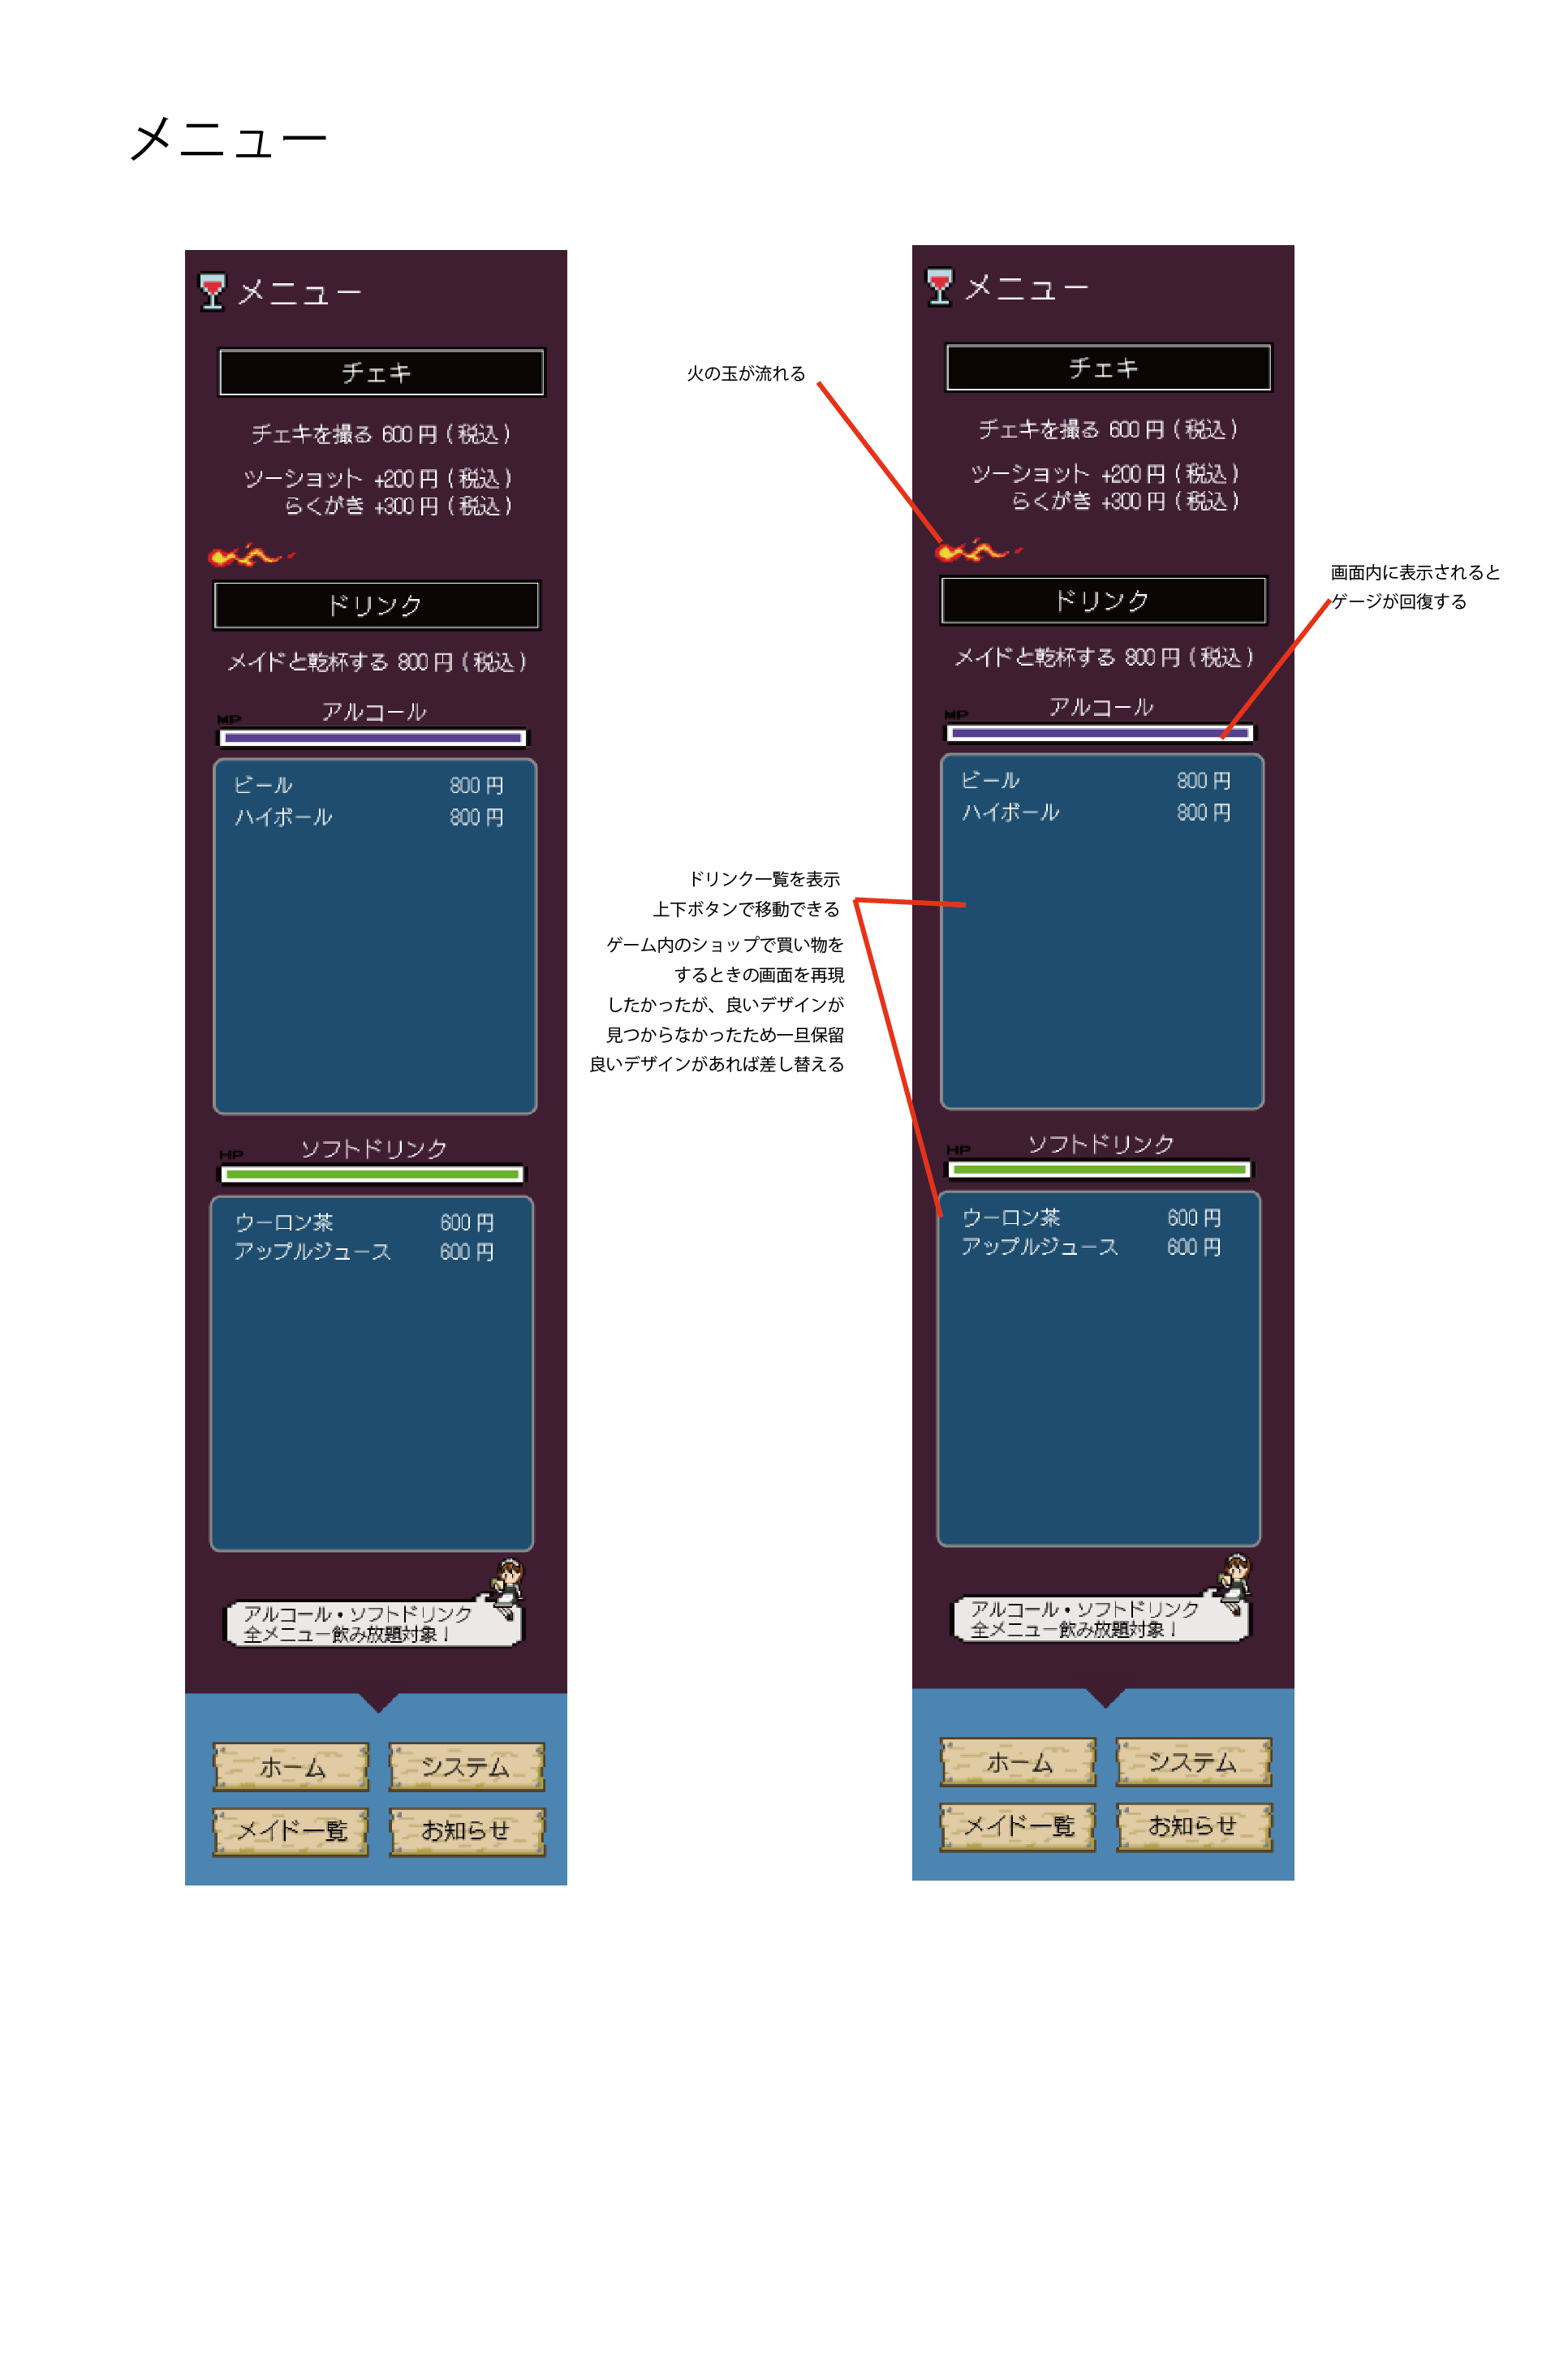 メニュー
メニュー
チェキ
チェキを撮る 600 円 ( 税込 )
ツーショット +200 円 ( 税込 )
らくがき +300 円 ( 税込 )
ドリンク
メイドと乾杯する 800 円 ( 税込 )
アルコール
MP
ビール 800 円
ハイボール 800 円
ソフトドリンク
HP
ウーロン茶 600 円
アップルジュース 600 円
アルコール・ソフトドリンク
全メニュー飲み放題対象！
ホーム システム
メイド一覧 お知らせ
火の玉が流れる
ドリンク一覧を表示
上下ボタンで移動できる
ゲーム内のショップで買い物を
するときの画面を再現
したかったが、良いデザインが
見つからなかったため一旦保留
良いデザインがあれば差し替える
メニュー
チェキ
チェキを撮る 600 円 ( 税込 )
ツーショット +200 円 ( 税込 )
らくがき +300 円 ( 税込 )
ドリンク
メイドと乾杯する 800 円 ( 税込 )
アルコール
MP
ビール 800 円
ハイボール 800 円
ソフトドリンク
HP
ウーロン茶 600 円
アップルジュース 600 円
アルコール・ソフトドリンク
全メニュー飲み放題対象！
ホーム システム
メイド一覧 お知らせ
画面内に表示されると
ゲージが回復する